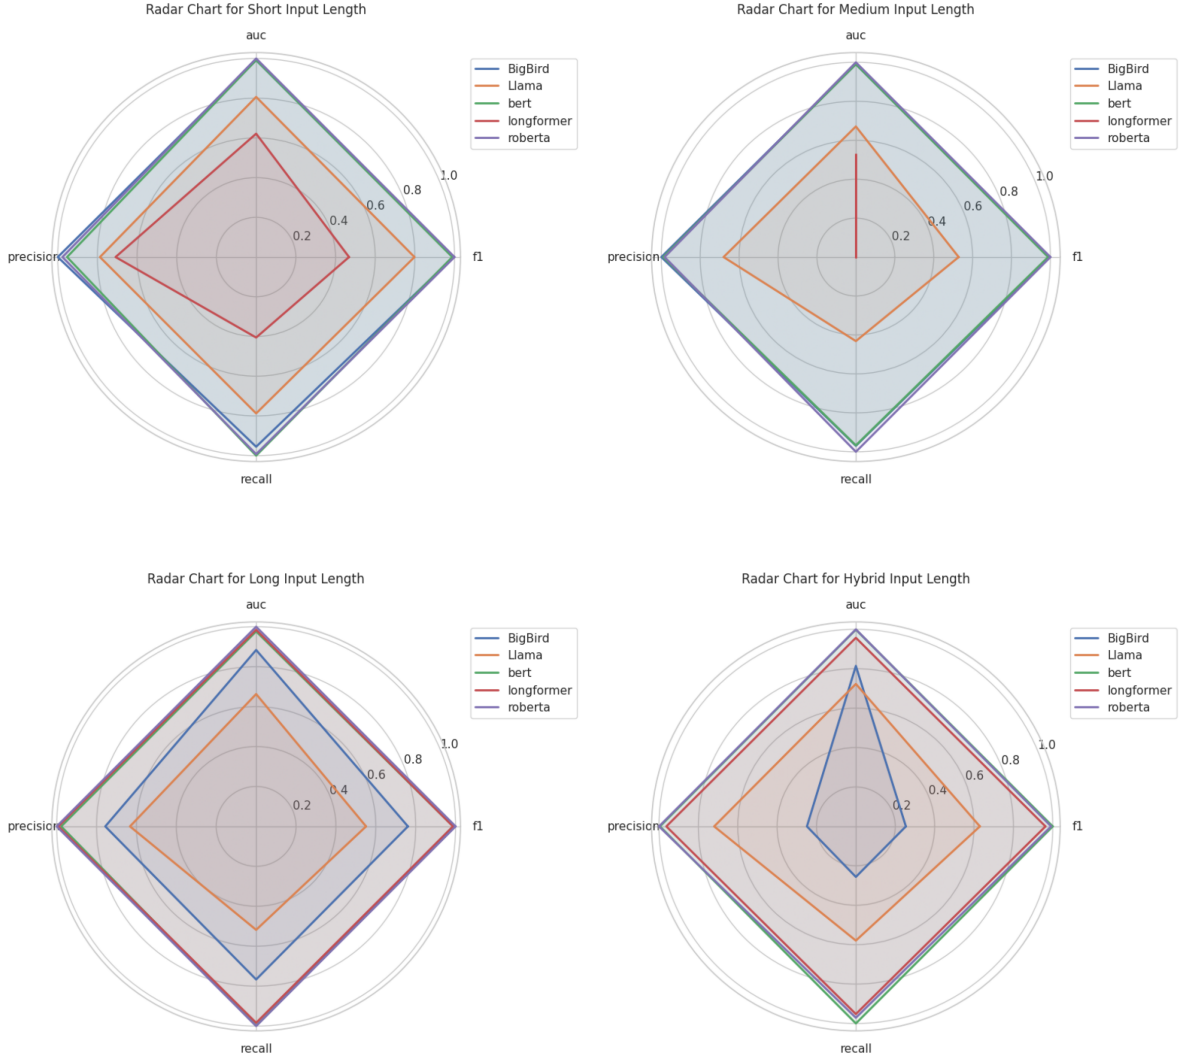 Radar Chart for Short Input Length
auc
BigBird
Llama
bert
longformer
roberta
1.0
0.8
0.6
0.4
0.2
precision
f1
recall
Radar Chart for Medium Input Length
auc
BigBird
Llama
bert
longformer
roberta
1.0
0.8
0.6
0.4
0.2
precision
f1
recall
Radar Chart for Long Input Length
auc
BigBird
Llama
bert
longformer
roberta
1.0
0.8
0.6
0.4
0.2
precision
f1
recall
Radar Chart for Hybrid Input Length
auc
BigBird
Llama
bert
longformer
roberta
1.0
0.8
0.6
0.4
0.2
precision
f1
recall